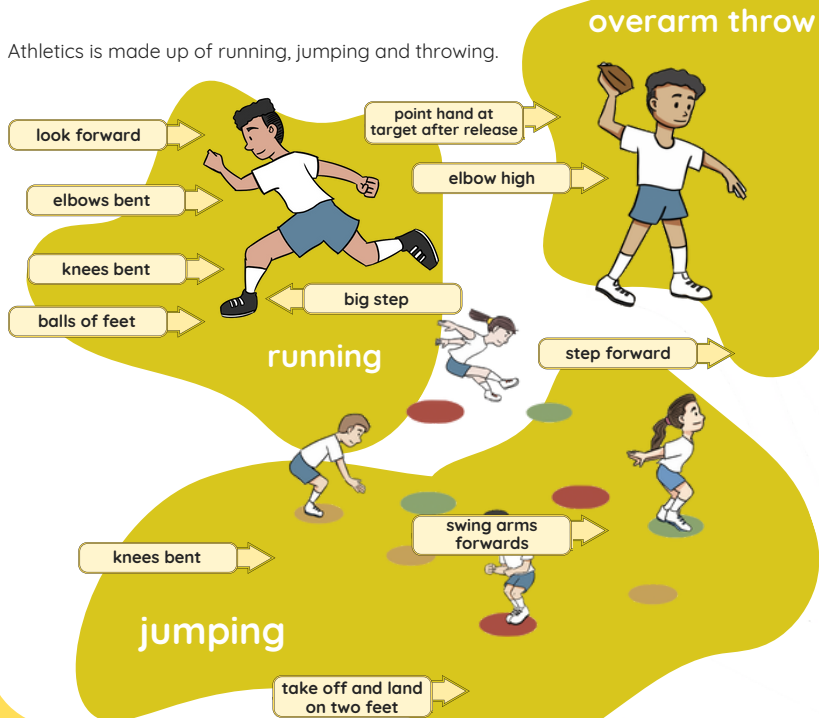 overarm throw
Athletics is made up of running, jumping and throwing.
look forward
elbows bent
knees bent
balls of feet
big step
running
point hand at
target after release
elbow high
step forward
swing arms
forwards
knees bent
jumping
take off and land
on two feet